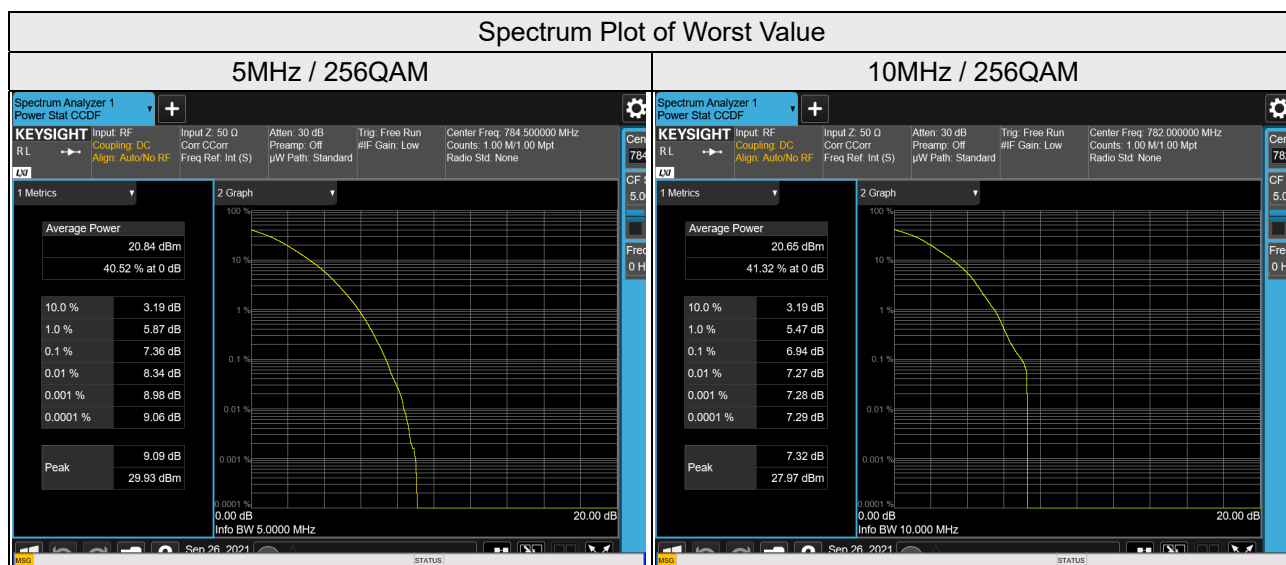 Spectrum Plot of Worst Value
5MHz / 256QAM
Spectrum Analyzer 1
Power Stat CCDF
KEYSIGHT
RL
LXI
Input: RF
Coupling: DC
Align: Auto/No RF
Input Z: 50 Ω
Corr CCorr
Freq Ref: Int (S)
Atten: 30 dB
Preamp: Off
µW Path: Standard
Trig: Free Run
#IF Gain: Low
Center Freq: 784.500000 MHz
Counts: 1.00 M/1.00 Mpt
Radio Std: None
1 Metrics
Average Power
20.84 dBm
40.52 % at 0 dB
10.0 % 3.19 dB
1.0 % 5.87 dB
0.1 % 7.36 dB
0.01 % 8.34 dB
0.001 % 8.98 dB
0.0001 % 9.06 dB
Peak
9.09 dB
29.93 dBm
2 Graph
100 %
10 %
1 %
0.1 %
0.01 %
0.001 %
0.0001 %
0.00 dB 20.00 dB
Info BW 5.0000 MHz
Sep 26, 2021
MSG STATUS
10MHz / 256QAM
Spectrum Analyzer 1
Power Stat CCDF
KEYSIGHT
RL
LXI
Input: RF
Coupling: DC
Align: Auto/No RF
Input Z: 50 Ω
Corr CCorr
Freq Ref: Int (S)
Atten: 30 dB
Preamp: Off
µW Path: Standard
Trig: Free Run
#IF Gain: Low
Center Freq: 782.000000 MHz
Counts: 1.00 M/1.00 Mpt
Radio Std: None
1 Metrics
Average Power
20.65 dBm
41.32 % at 0 dB
10.0 % 3.19 dB
1.0 % 5.47 dB
0.1 % 6.94 dB
0.01 % 7.27 dB
0.001 % 7.28 dB
0.0001 % 7.29 dB
Peak
7.32 dB
27.97 dBm
2 Graph
100 %
10 %
1 %
0.1 %
0.01 %
0.001 %
0.0001 %
0.00 dB 20.00 dB
Info BW 10.000 MHz
Sep 26, 2021
MSG STATUS